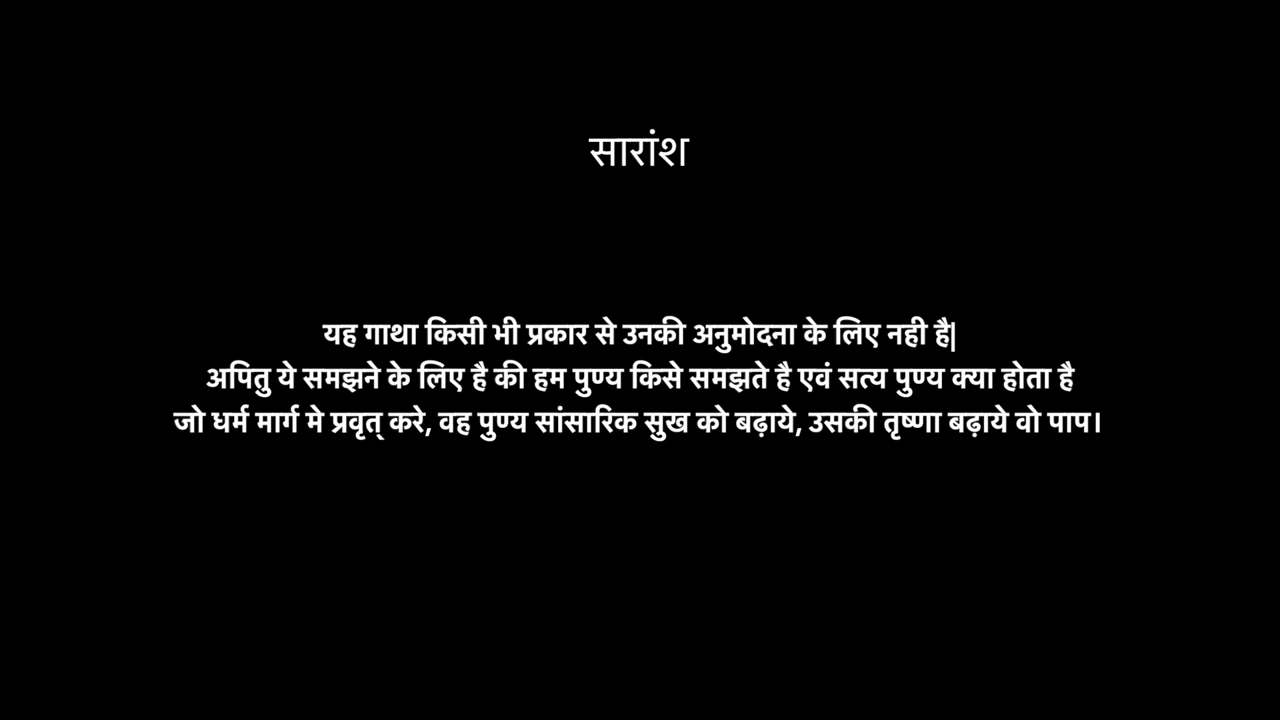 सारांश
यह गाथा किसी भी प्रकार से उनकी अनुमोदना के लिए नही है|
अपितु ये समझने के लिए है की हम पुण्य किसे समझते है एवं सत्य पुण्य क्या होता है
जो धर्म मार्ग मे प्रवृत् करे, वह पुण्य सांसारिक सुख को बढ़ाये, उसकी तृष्णा बढ़ाये वो पाप।